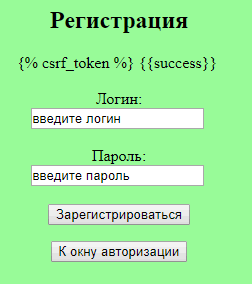 Регистрация
{% csrf_token %} {{success}}
Логин:
введите логин
Пароль:
введите пароль
Зарегистрироваться
К окну авторизации